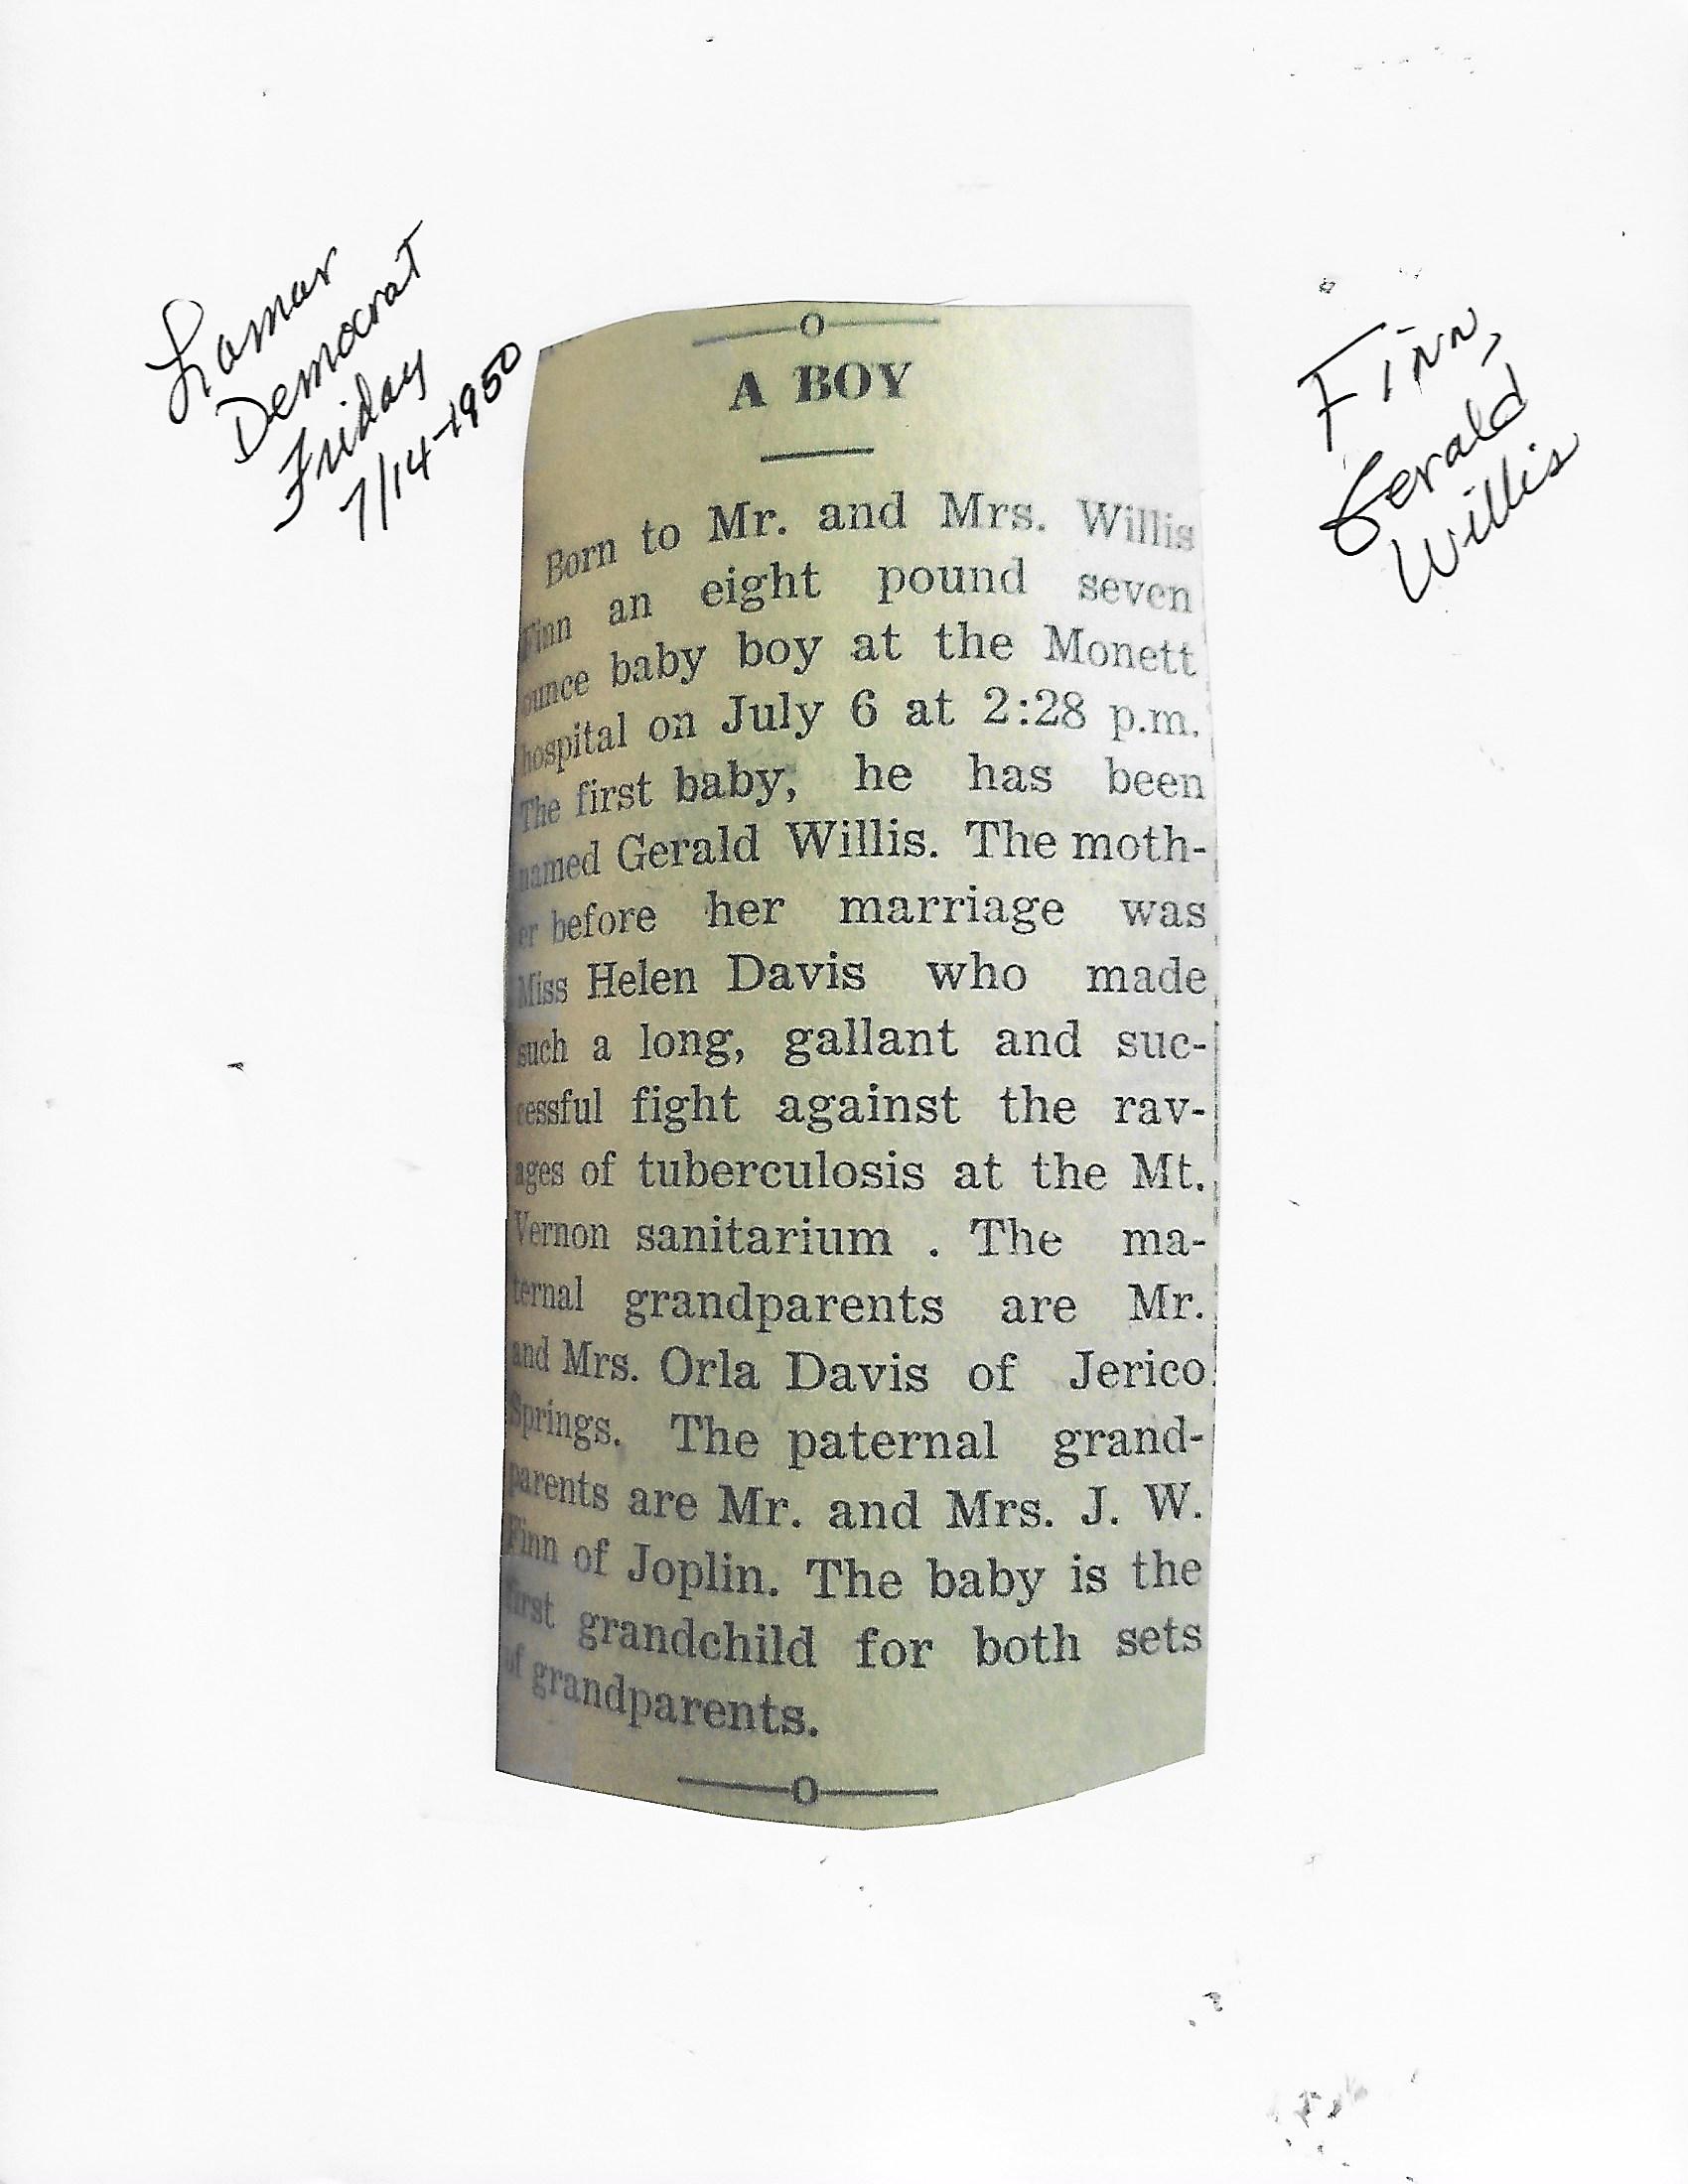 Lamar
Democrat
Friday
7/14-1950
Finn,
Gerald
Willis
A BOY
Born to Mr. and Mrs. Willis
Finn an eight pound seven
ounce baby boy at the Monett
hospital on July 6 at 2:28 p.m.
The first baby, he has been
named Gerald Willis. The moth-
er before her marriage was
Miss Helen Davis who made
such a long, gallant and suc-
cessful fight against the rav-
ages of tuberculosis at the Mt.
Vernon sanitarium . The ma-
ternal grandparents are Mr.
and Mrs. Orla Davis of Jerico
Springs. The paternal grand-
parents are Mr. and Mrs. J. W.
Finn of Joplin. The baby is the
first grandchild for both sets
of grandparents.